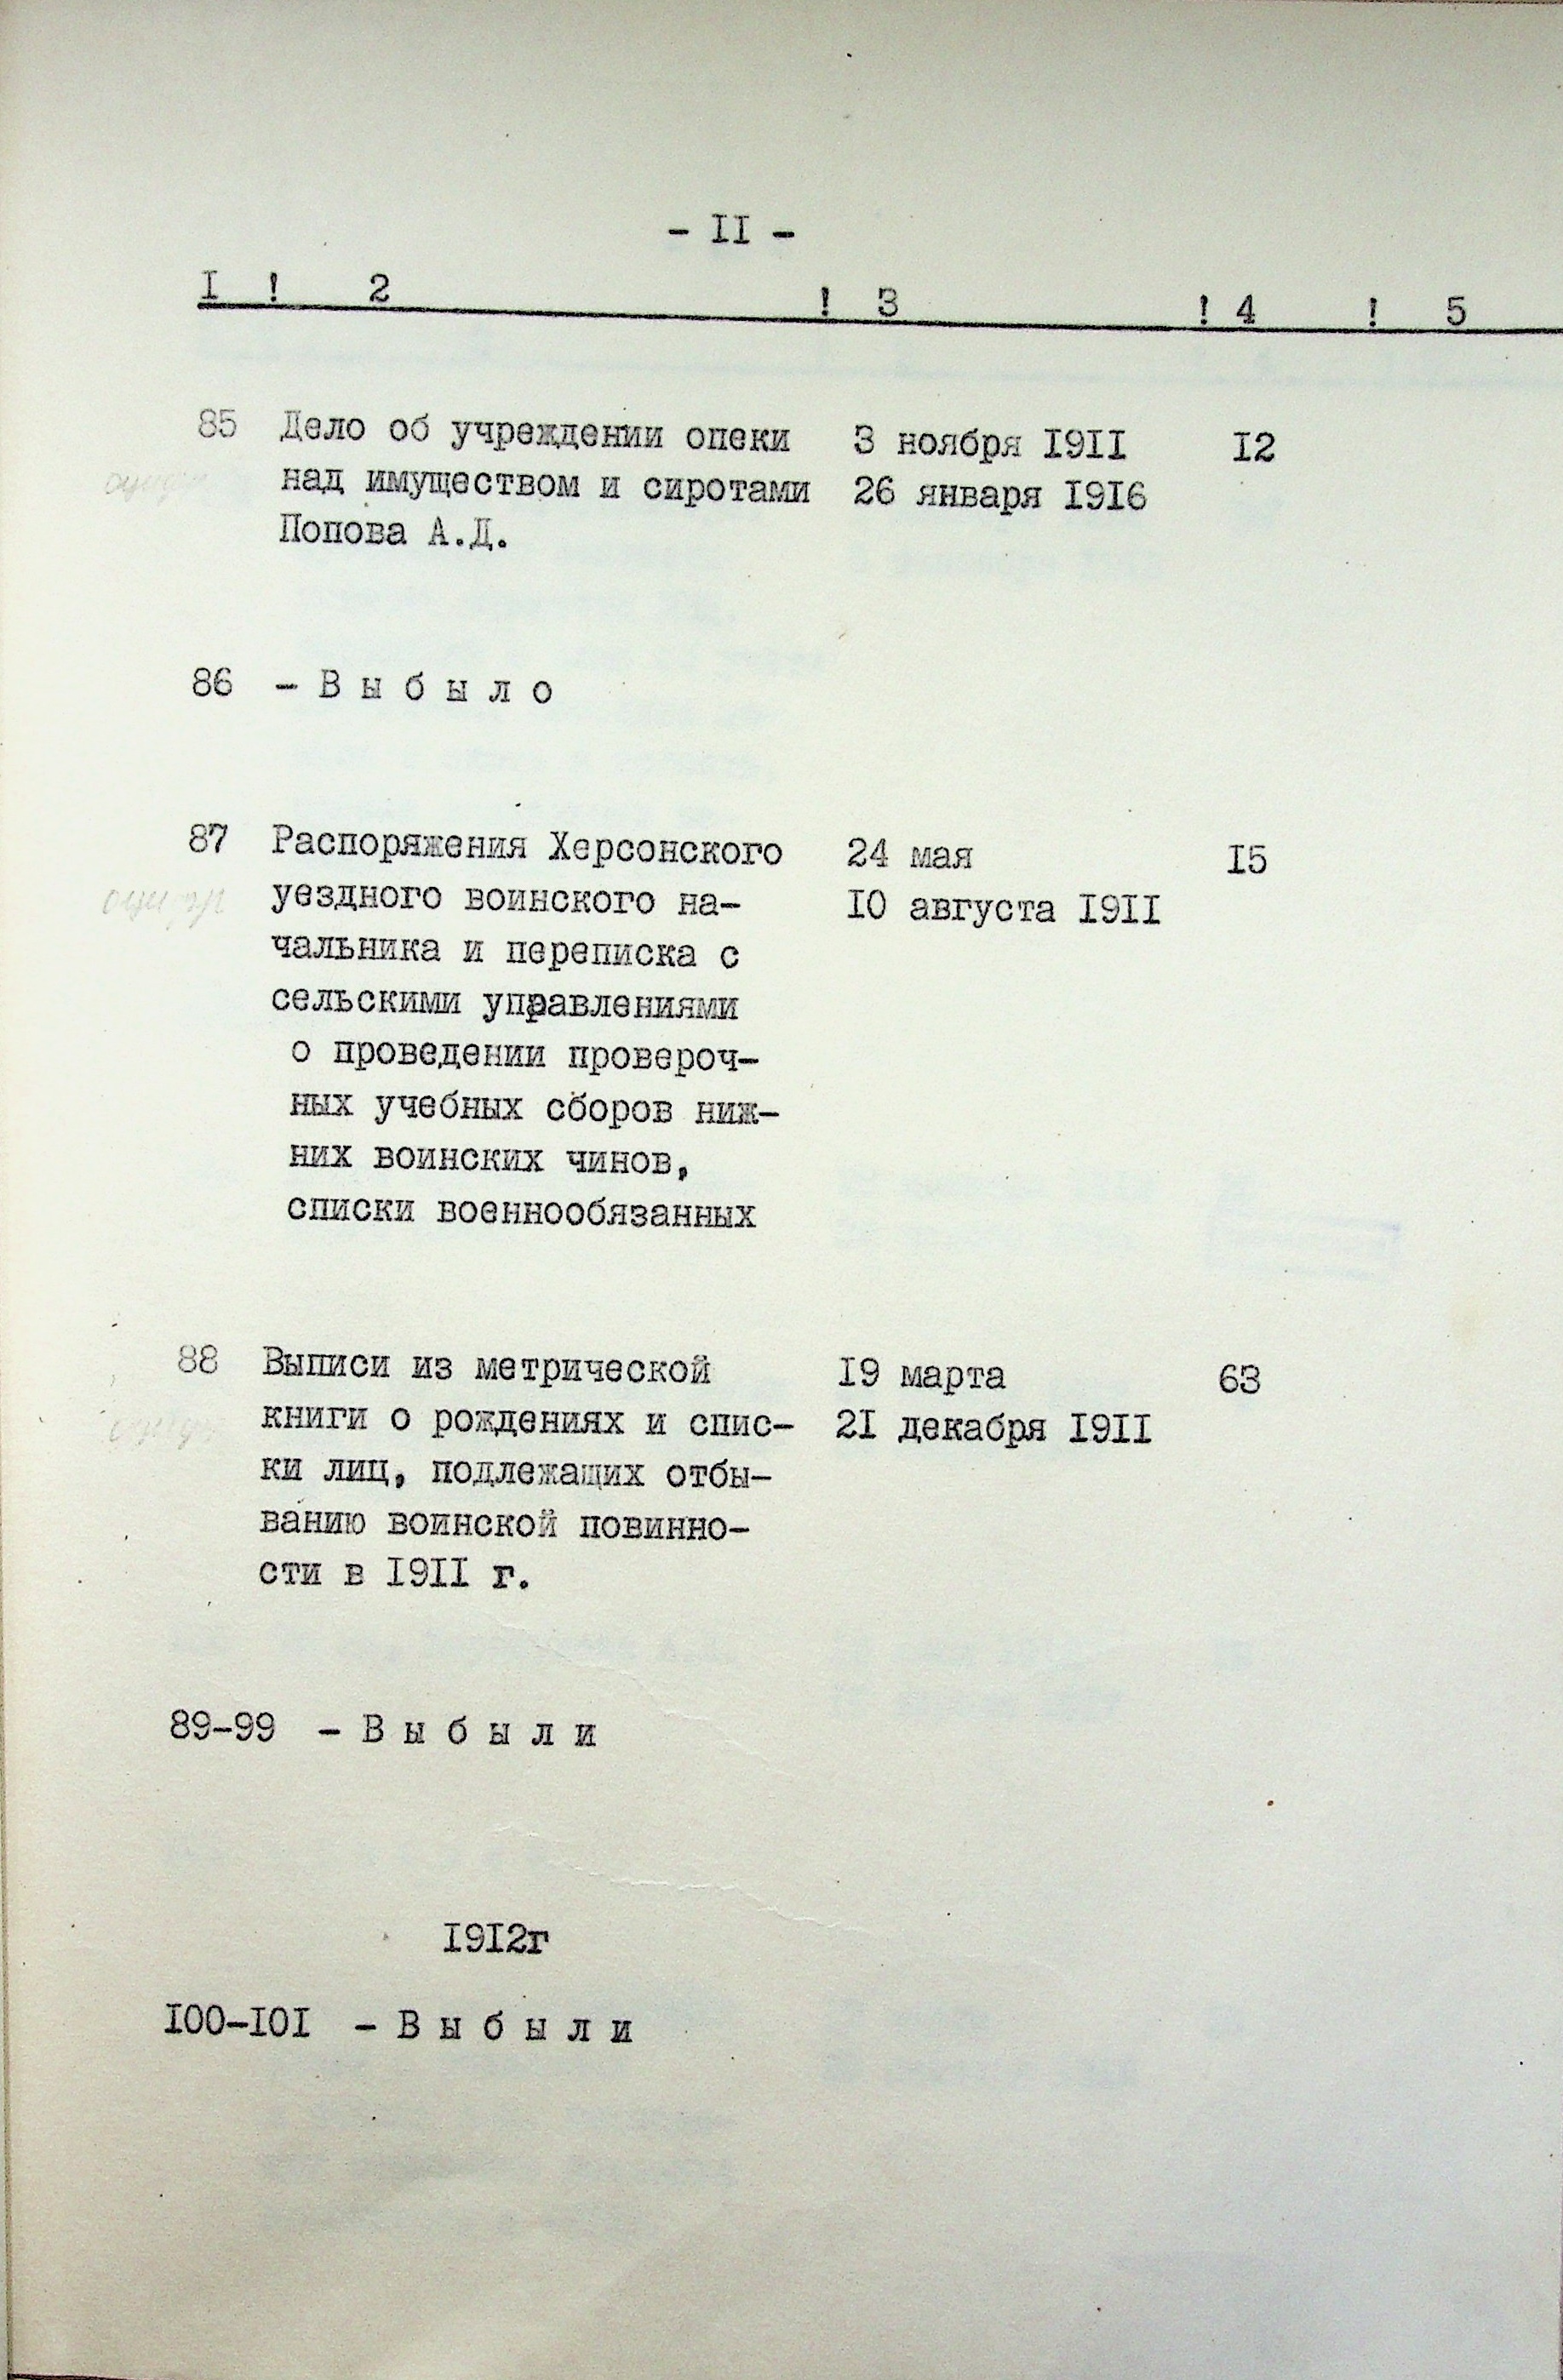 - II -
I ! 2 ! 3 ! 4 ! 5
85 Дело об учреждении опеки 3 ноября I9II I2
над имуществом и сиротами 26 января I9I6
Попова А.Д.
86 - В ы б ы л о
87 Распоряжения Херсонского 24 мая I5
уездного воинского на- I0 августа I9II
чальника и переписка с
сельскими управлениями
о проведении провероч-
ных учебных сборов ниж-
них воинских чинов,
списки военнообязанных
88 Выписи из метрической I9 марта 63
книги о рождениях и спис- 2I декабря I9II
ки лиц, подлежащих отбы-
ванию воинской повинно-
сти в I9II г.
89-99 - В ы б ы л и
I9I2г
I00-I0I - В ы б ы л и